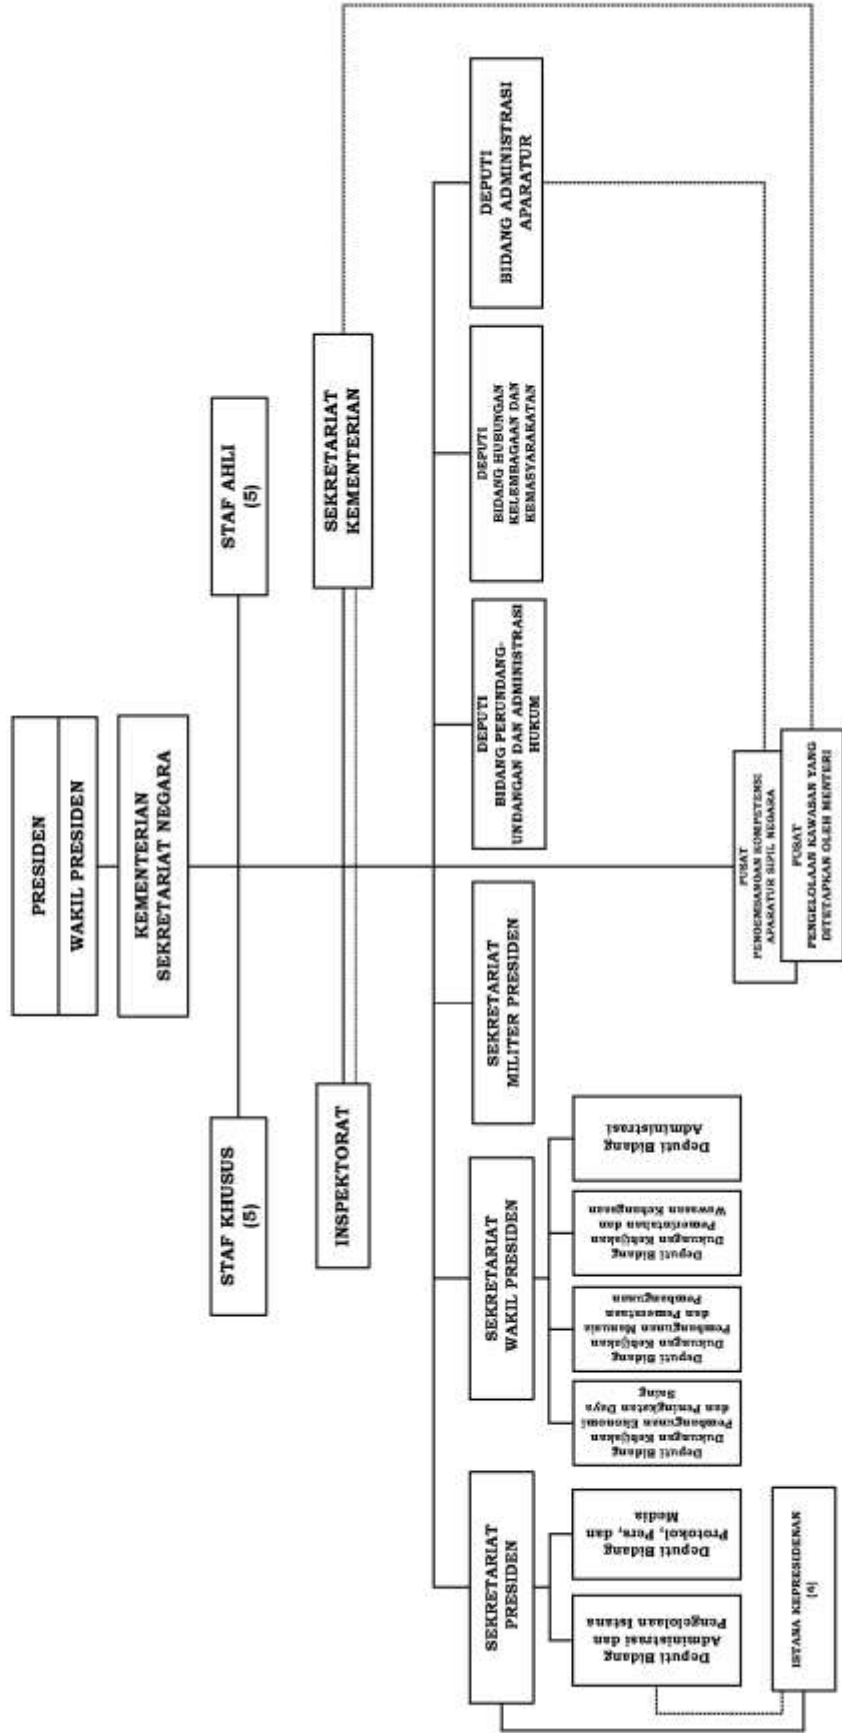 PRESIDEN
WAKIL PRESIDEN
KEMENTERIAN
SEKRETARIAT NEGARA
STAF KHUSUS
(5)
STAF AHLI
(5)
INSPEKTORAT
SEKRETARIAT
KEMENTERIAN
SEKRETARIAT
PRESIDEN
SEKRETARIAT
WAKIL PRESIDEN
SEKRETARIAT
MILITER PRESIDEN
DEPUTI
BIDANG PERUNDANG-
UNDANGAN DAN ADMINISTRASI
HUKUM
DEPUTI
BIDANG HUBUNGAN
KELEMBAGAAN DAN
KEMASYARAKATAN
DEPUTI
BIDANG ADMINISTRASI
APARATUR
Deputi Bidang
Administrasi dan
Pengelolaan Istana
Deputi Bidang
Protokol, Pers, dan
Media
Deputi Bidang
Dukungan Kebijakan
Pembangunan Ekonomi
dan Peningkatan Daya
Saing
Deputi Bidang
Dukungan Kebijakan
Pembangunan Manusia
dan Pemerataan
Pembangunan
Deputi Bidang
Dukungan Kebijakan
Pemerintahan dan
Wawasan Kebangsaan
Deputi Bidang
Administrasi
PUSAT
PENGEMBANGAN KOMPETENSI
APARATUR SIPIL NEGARA
PUSAT
PENGELOLAAN KAWASAN YANG
DITETAPKAN OLEH MENTERI
ISTANA KEPRESIDENAN
(6)